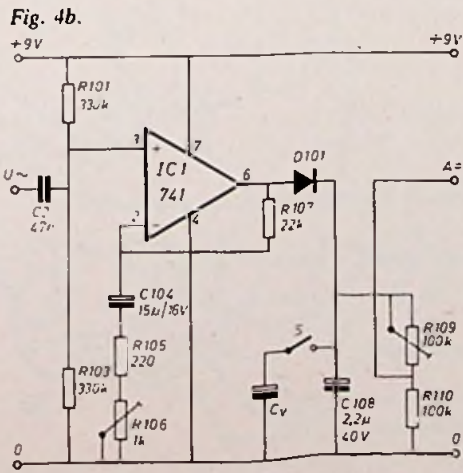 Fig. 4b.
+9V
+9V
R101
330k
3
+
7
IC1
741
6
D101
U~
C2
47n
2
-
4
R107
22k
A=
C104
15µ/16V
R105
220
R103
330k
R106
1k
S
Cv
C108
2,2µ
40V
R109
100k
R110
100k
0
0